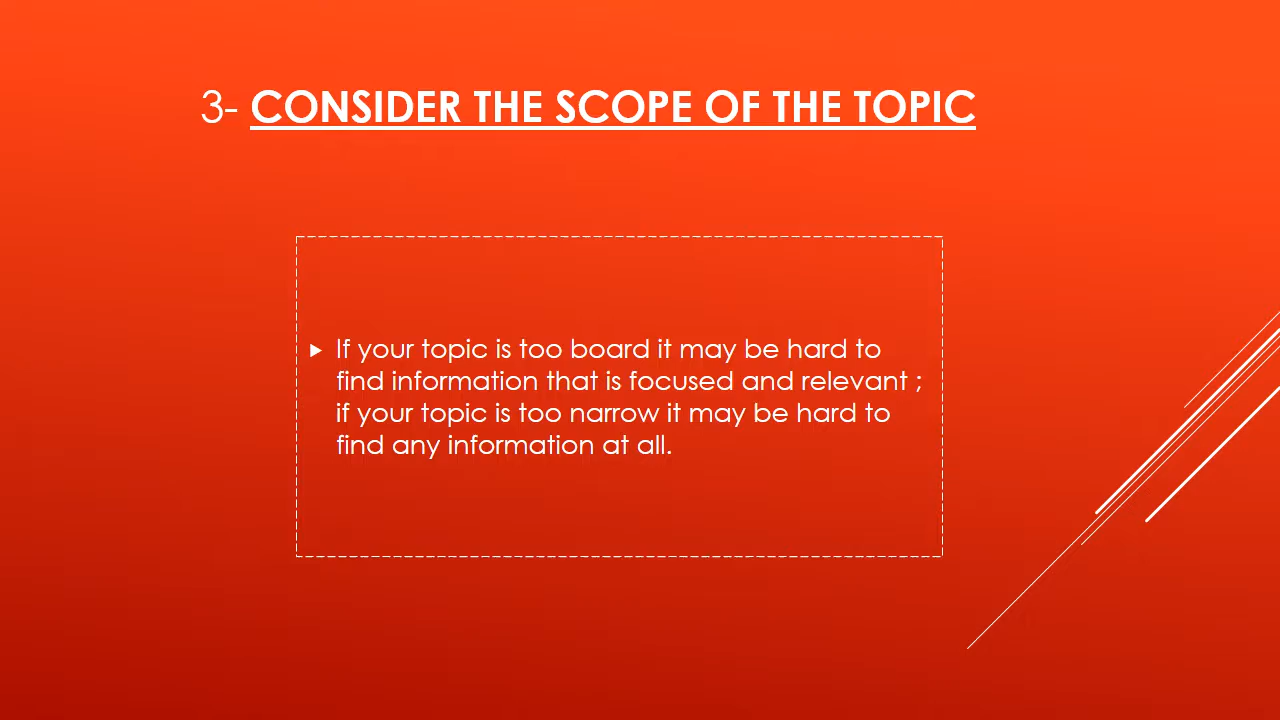 3- CONSIDER THE SCOPE OF THE TOPIC
If your topic is too board it may be hard to
find information that is focused and relevant ;
if your topic is too narrow it may be hard to
find any information at all.